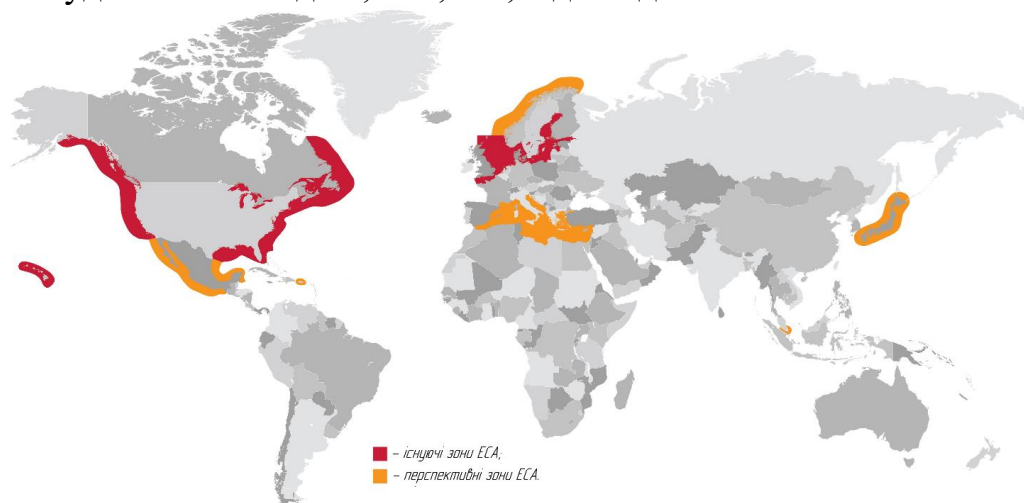 – існуючі зони ECA;
– перспективні зони ECA.